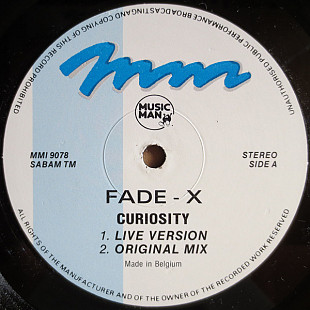 UNAUTHORISED PUBLIC PERFORMANCE BROADCASTING AND COPYING OF THIS RECORD PROHIBITED
mm
MUSIC
MAN
MMI 9078
SABAM TM
STEREO
SIDE A
FADE - X
CURIOSITY
1. LIVE VERSION
2. ORIGINAL MIX
Made in Belgium
ALL RIGHTS OF THE MANUFACTURER AND OF THE OWNER OF THE RECORDED WORK RESERVED